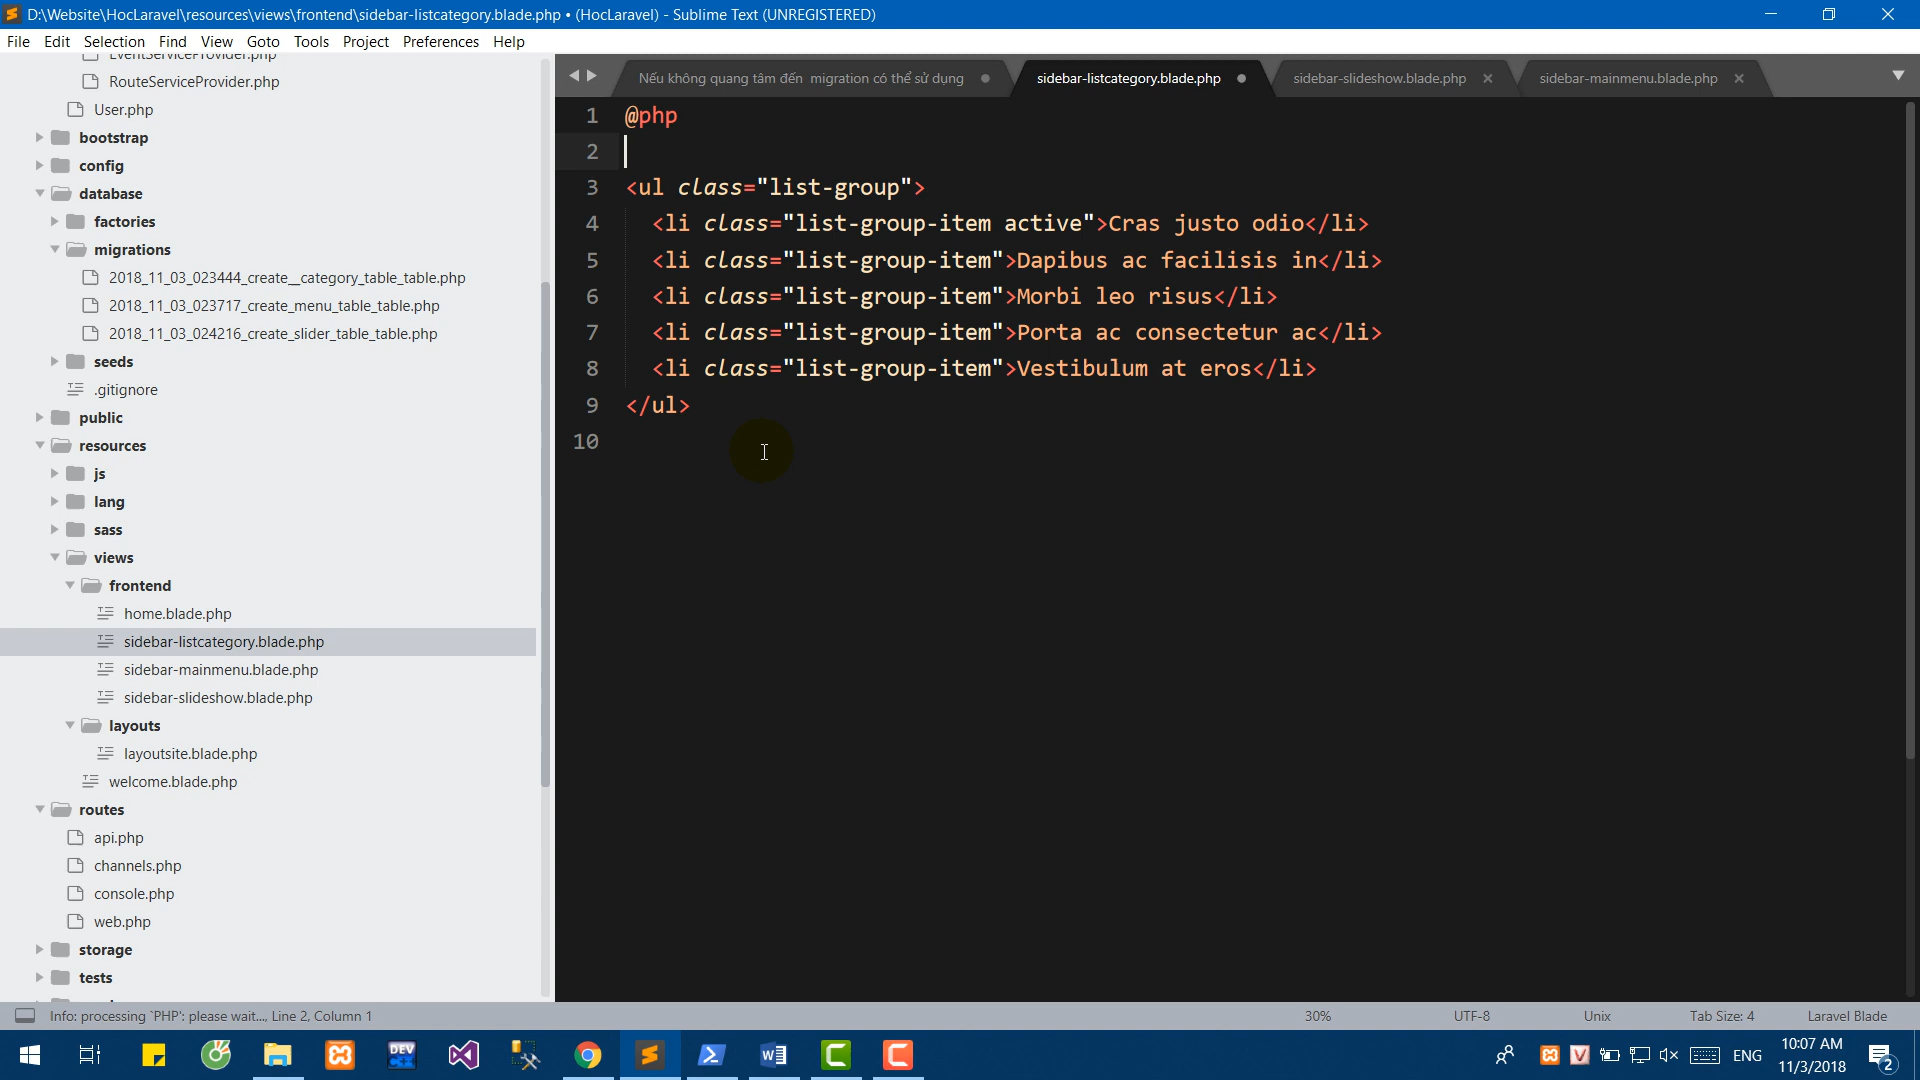 D:\Website\HocLaravel\resources\views\frontend\sidebar-listcategory.blade.php • (HocLaravel) - Sublime Text (UNREGISTERED)
File Edit Selection Find View Goto Tools Project Preferences Help
EventServiceProvider.php
RouteServiceProvider.php
User.php
bootstrap
config
database
factories
migrations
2018_11_03_023444_create__category_table_table.php
2018_11_03_023717_create_menu_table_table.php
2018_11_03_024216_create_slider_table_table.php
seeds
.gitignore
public
resources
js
lang
sass
views
frontend
home.blade.php
sidebar-listcategory.blade.php
sidebar-mainmenu.blade.php
sidebar-slideshow.blade.php
layouts
layoutsite.blade.php
welcome.blade.php
routes
api.php
channels.php
console.php
web.php
storage
tests
Nếu không quang tâm đến migration có thể sử dụng sidebar-listcategory.blade.php sidebar-slideshow.blade.php sidebar-mainmenu.blade.php
1 @php
2
3 <ul class="list-group">
4 <li class="list-group-item active">Cras justo odio</li>
5 <li class="list-group-item">Dapibus ac facilisis in</li>
6 <li class="list-group-item">Morbi leo risus</li>
7 <li class="list-group-item">Porta ac consectetur ac</li>
8 <li class="list-group-item">Vestibulum at eros</li>
9 </ul>
10
Info: processing `PHP`: please wait..., Line 2, Column 1 30% UTF-8 Unix Tab Size: 4 Laravel Blade
DEV
ENG
10:07 AM
11/3/2018
2